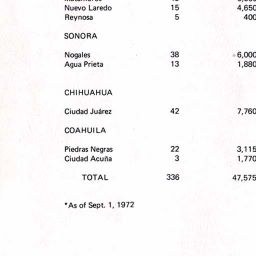 Nuevo Laredo 15 4,650
Reynosa 5 400
SONORA
Nogales 38 6,000
Agua Prieta 13 1,880
CHIHUAHUA
Ciudad Juárez 42 7,760
COAHUILA
Piedras Negras 22 3,115
Ciudad Acuña 3 1,770
TOTAL 336 47,575
*As of Sept. 1, 1972